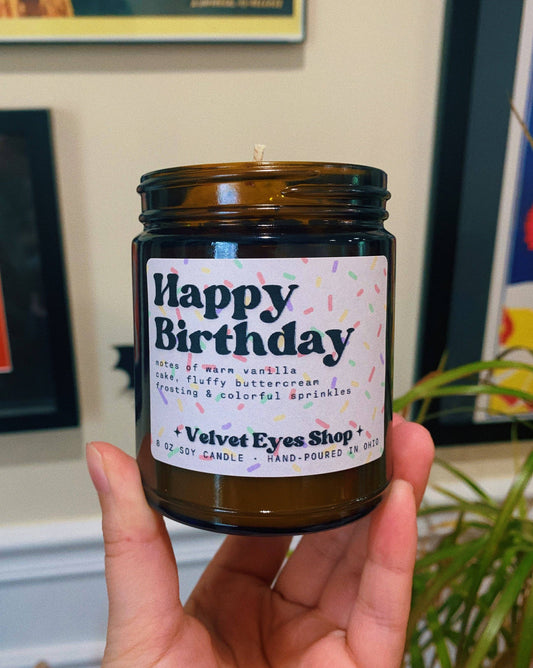 Happy
Birthday
notes of warm vanilla
cake, fluffy buttercream
frosting & colorful sprinkles
Velvet Eyes Shop
8 OZ SOY CANDLE · HAND-POURED IN OHIO